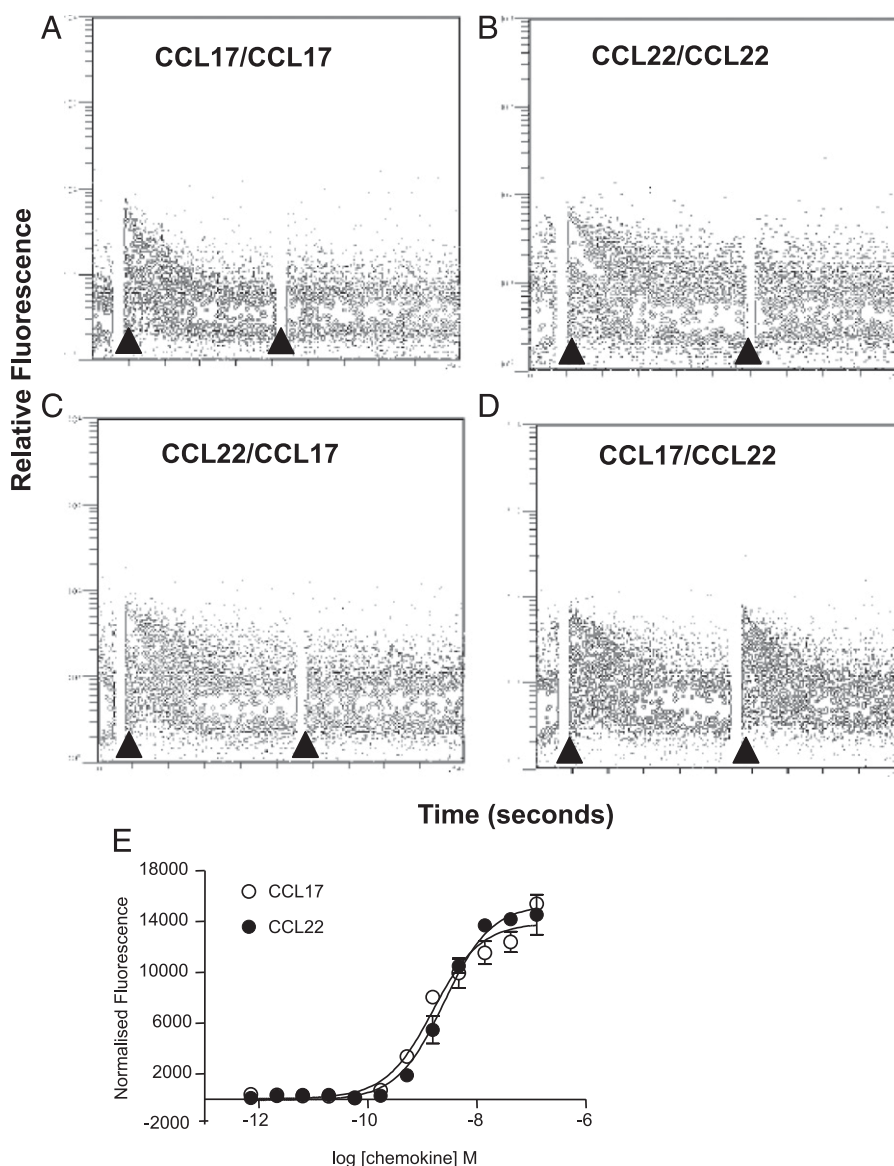 A
CCL17/CCL17
B
CCL22/CCL22
Relative Fluorescence
C
CCL22/CCL17
D
CCL17/CCL22
Time (seconds)
E
18000
14000
10000
6000
2000
-2000
Normalised Fluorescence
CCL17
CCL22
-12
-10
-8
-6
log [chemokine] M